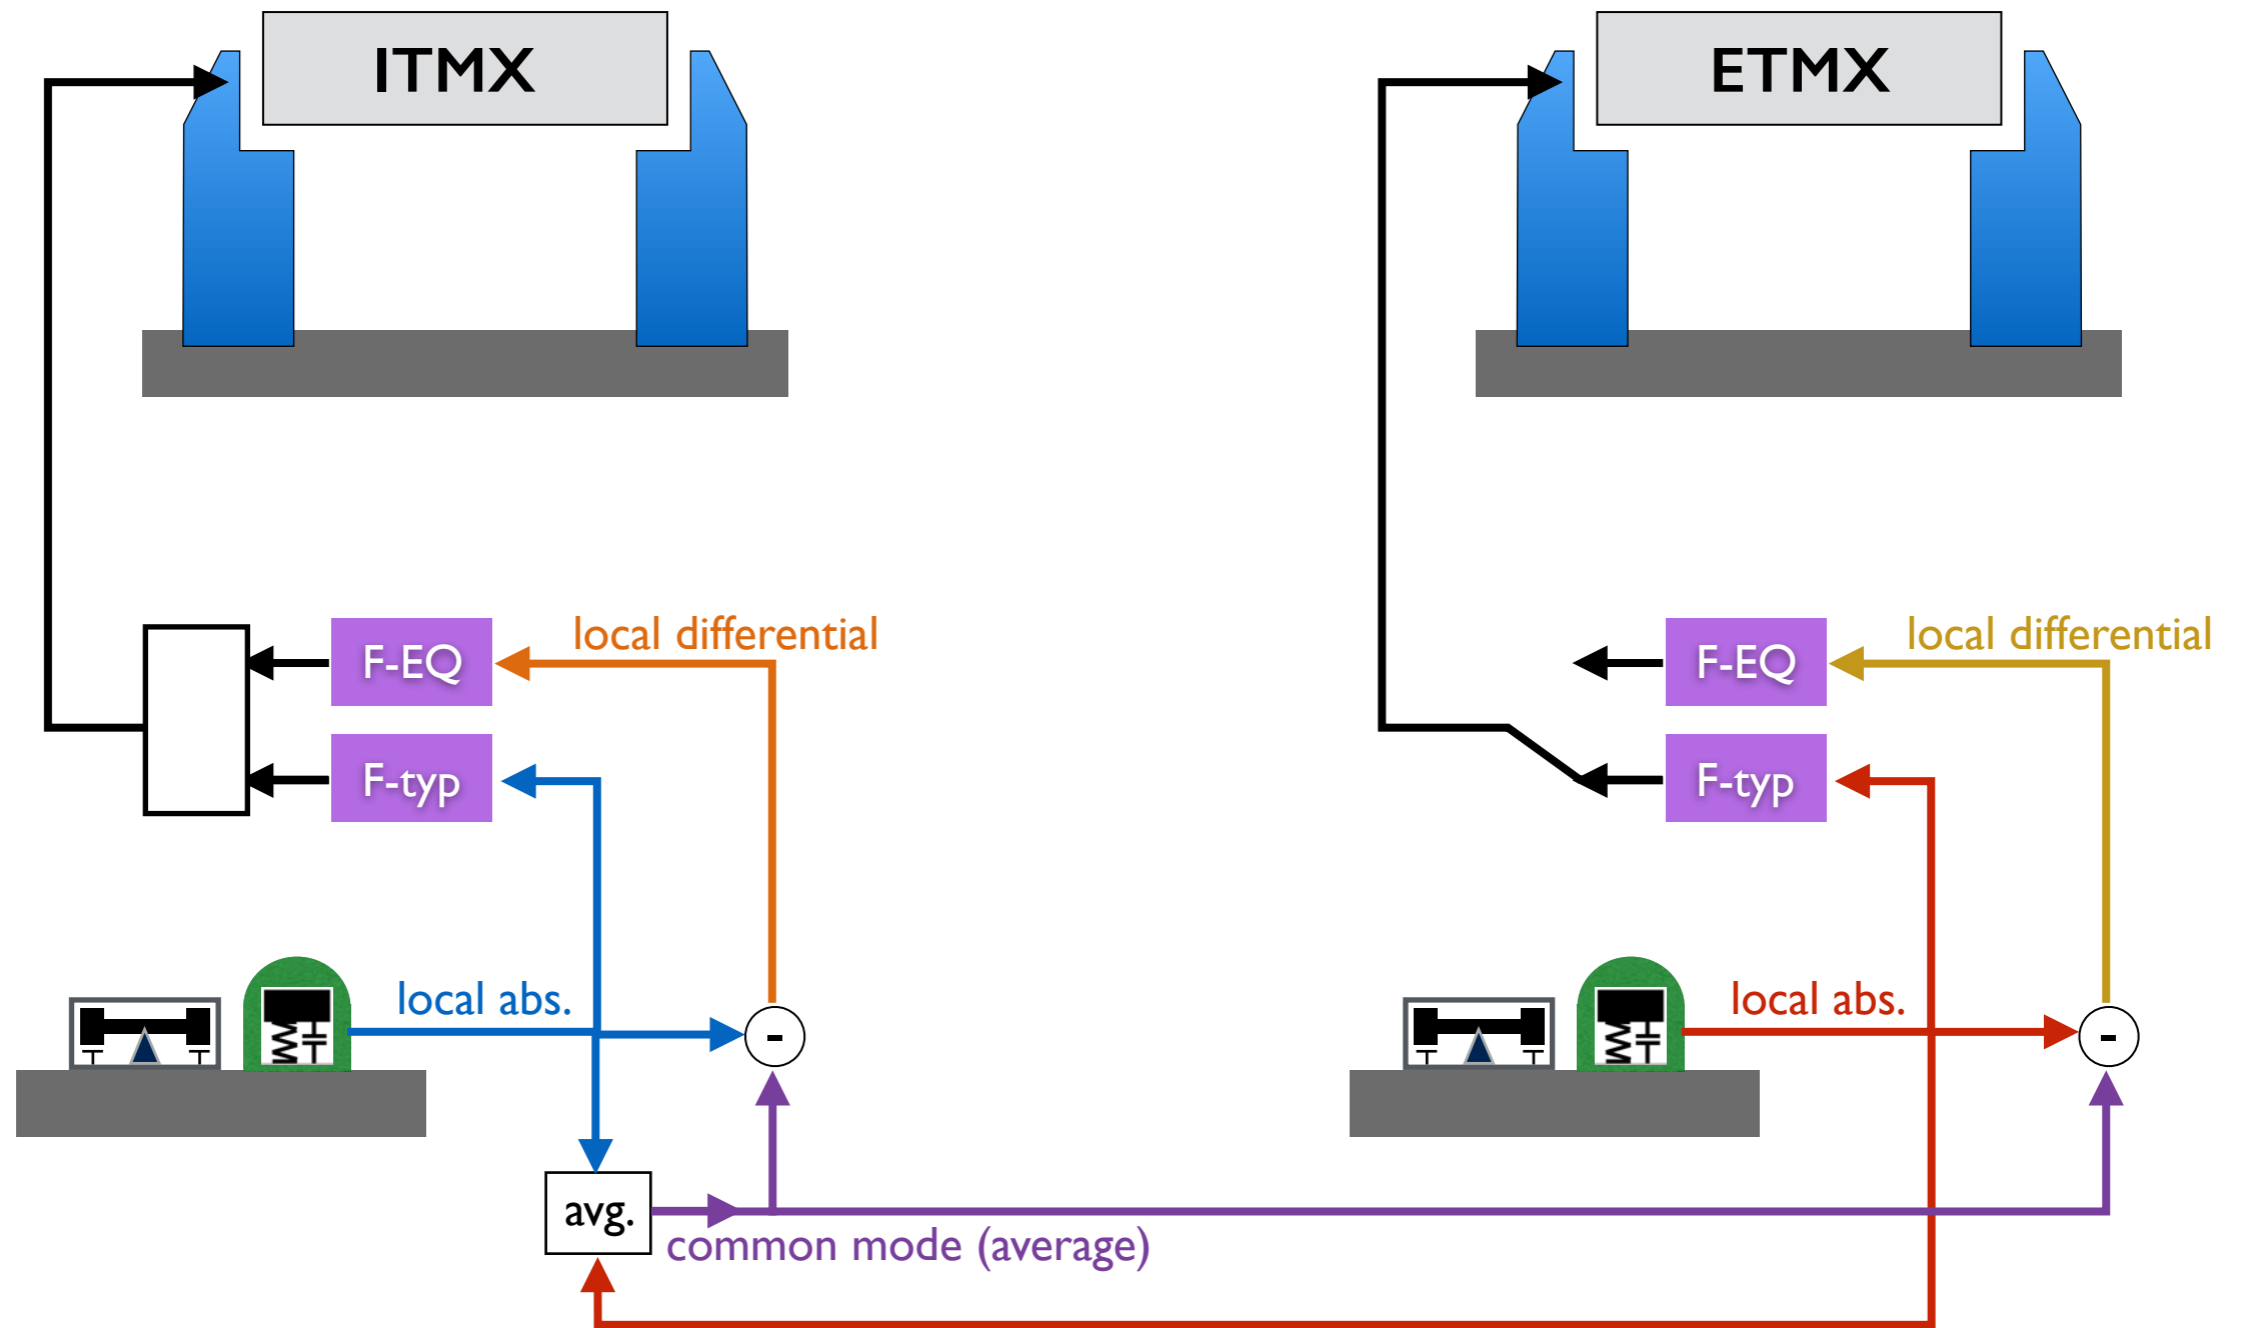 ITMX
ETMX
local differential
local differential
F-EQ
F-EQ
F-typ
F-typ
local abs.
local abs.
-
-
avg.
common mode (average)